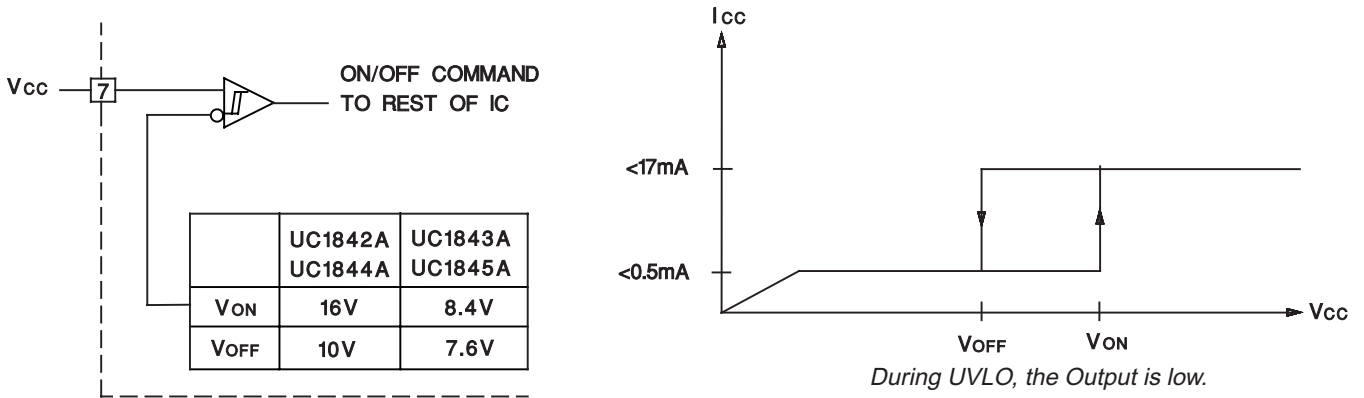 Vcc
7
ON/OFF COMMAND
TO REST OF IC
UC1842A UC1843A
UC1844A UC1845A
VON 16V 8.4V
VOFF 10V 7.6V
Icc
<17mA
<0.5mA
Vcc
VOFF VON
During UVLO, the Output is low.